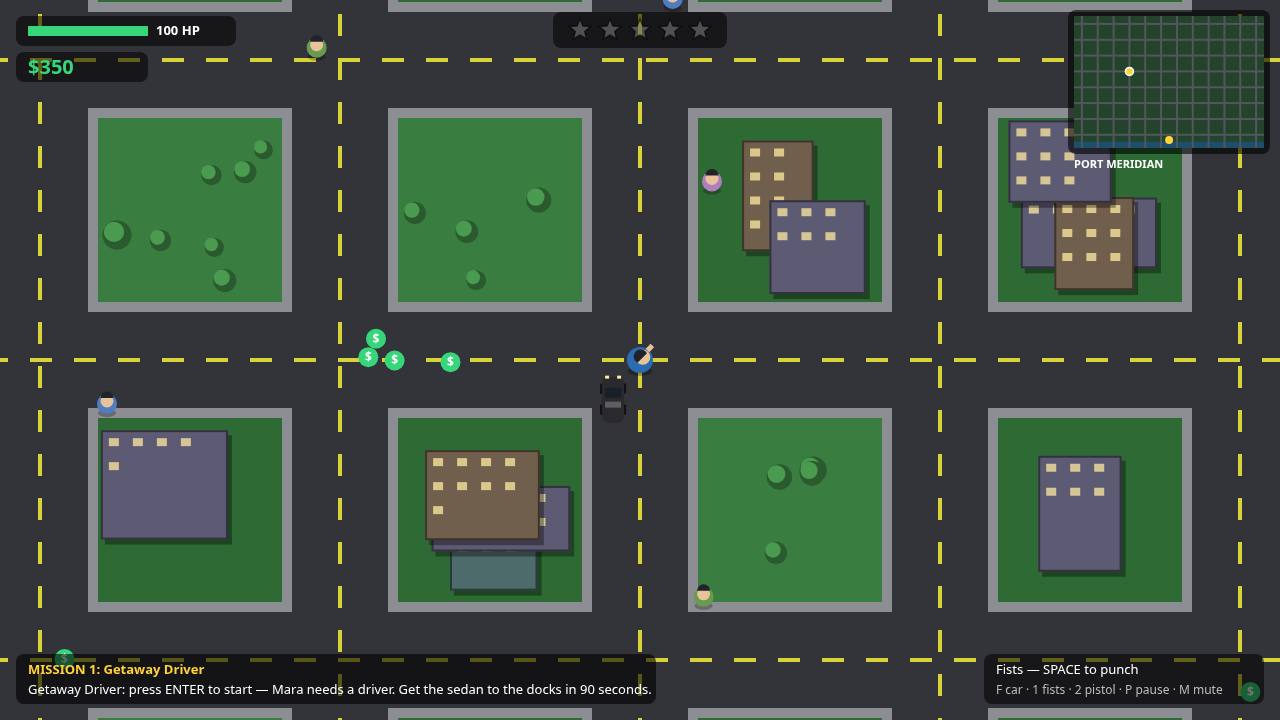 100 HP
$350
PORT MERIDIAN
$
$
$
$
$
MISSION 1: Getaway Driver
Getaway Driver: press ENTER to start — Mara needs a driver. Get the sedan to the docks in 90 seconds.
Fists — SPACE to punch
F car · 1 fists · 2 pistol · P pause · M mute
$